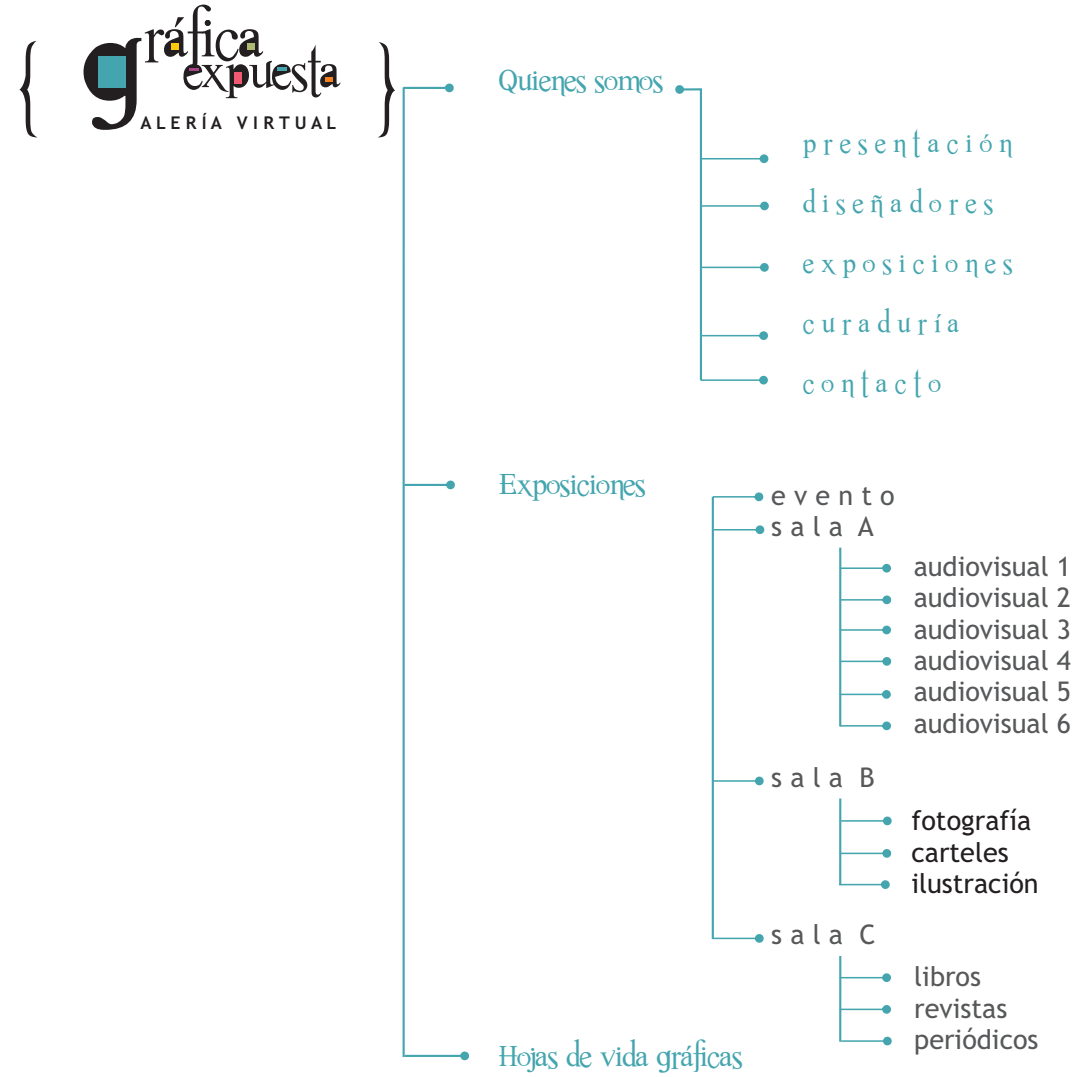 gráfica
expuesta
ALERÍA VIRTUAL
Quienes somos
presentación
diseñadores
exposiciones
curaduría
contacto
Exposiciones
evento
sala A
audiovisual 1
audiovisual 2
audiovisual 3
audiovisual 4
audiovisual 5
audiovisual 6
sala B
fotografía
carteles
ilustración
sala C
libros
revistas
periódicos
Hojas de vida gráficas